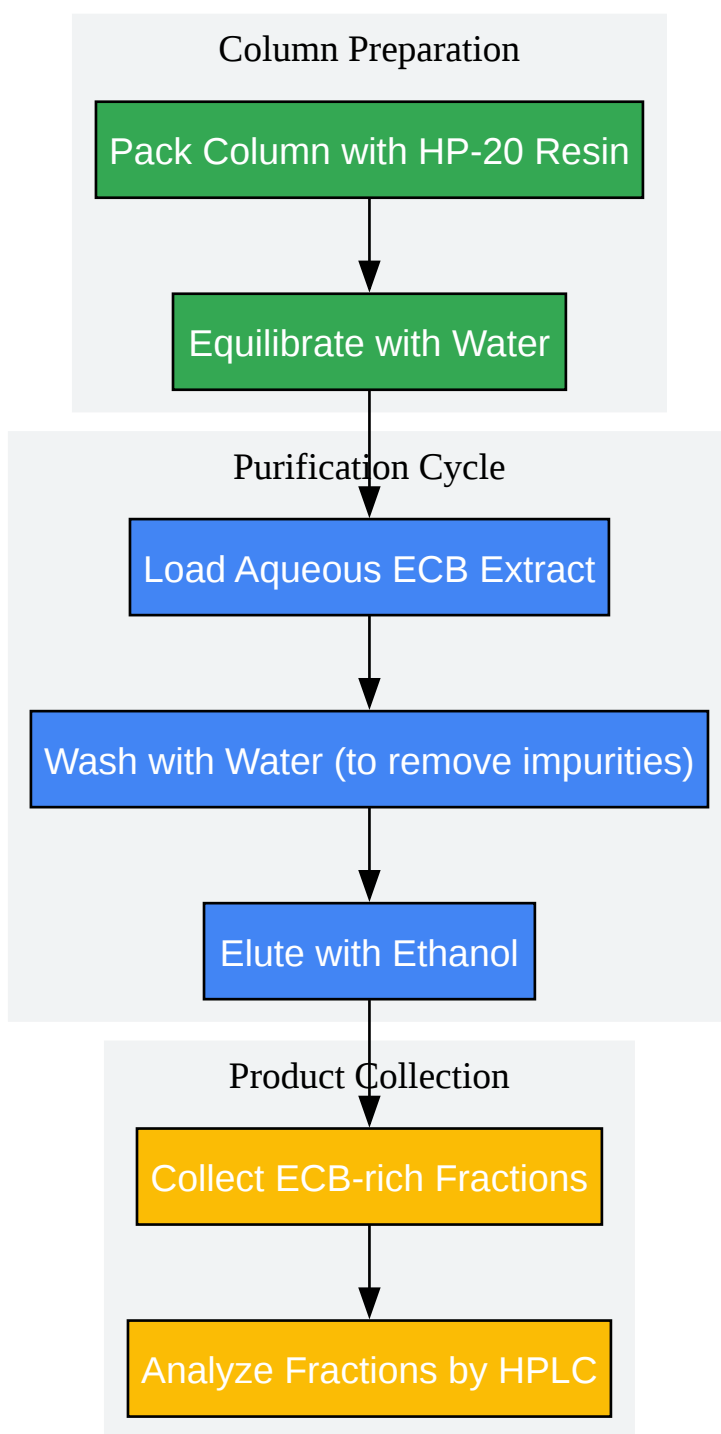 Column Preparation
Pack Column with HP-20 Resin
Equilibrate with Water
Purification Cycle
Load Aqueous ECB Extract
Wash with Water (to remove impurities)
Elute with Ethanol
Product Collection
Collect ECB-rich Fractions
Analyze Fractions by HPLC